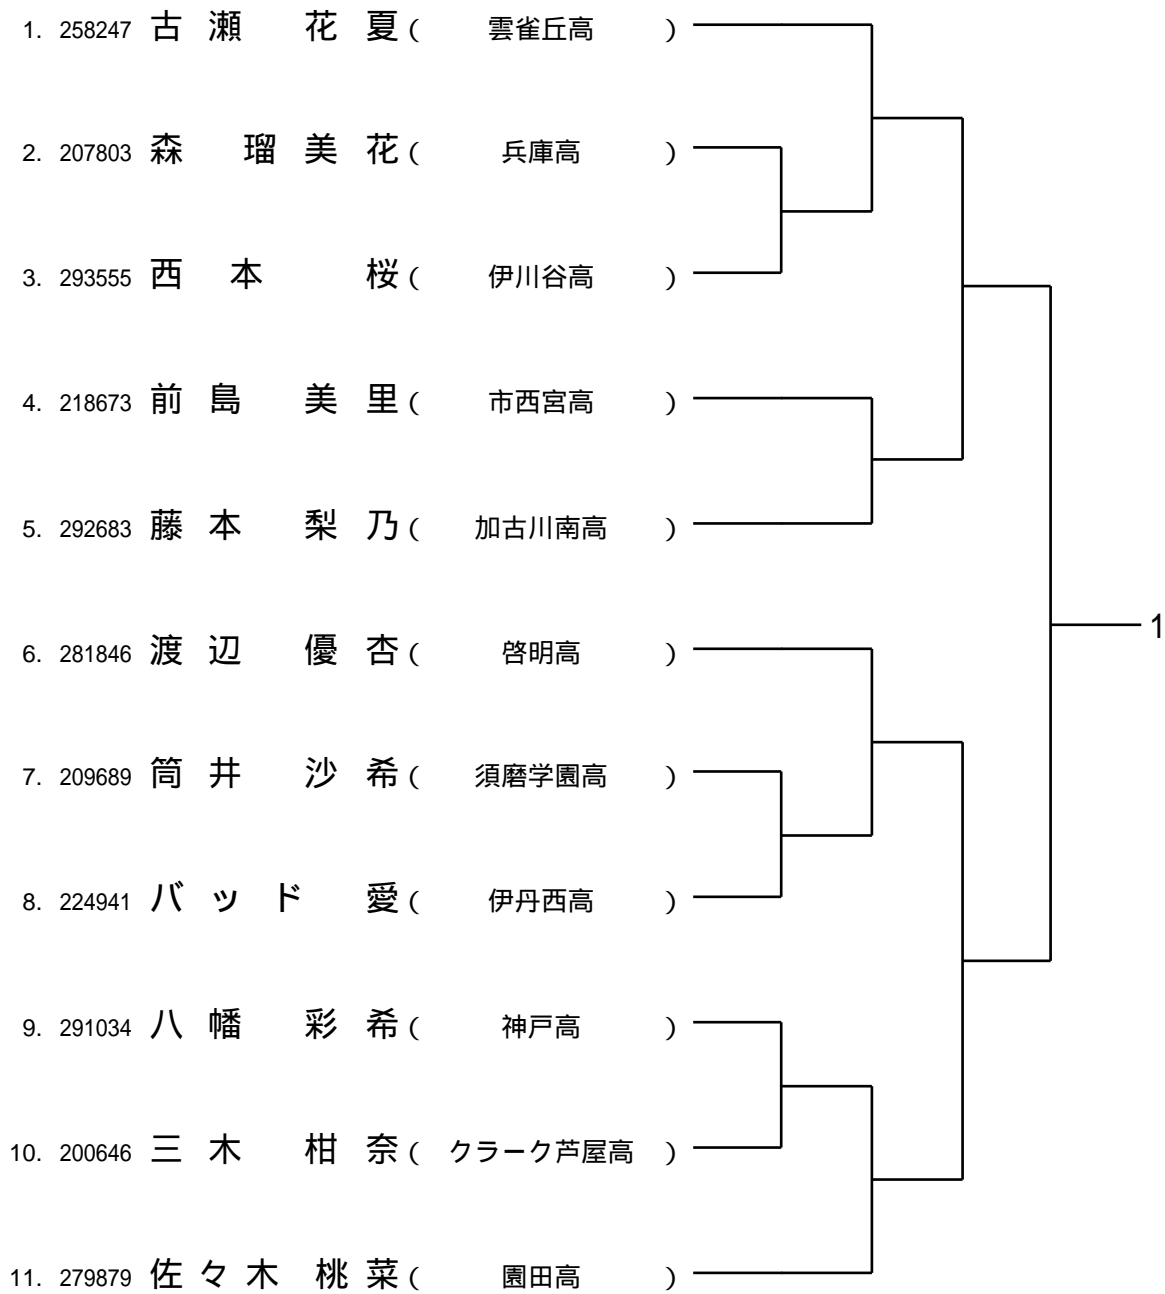 1. 258247 古瀬 花夏 ( 雲雀丘高 )
2. 207803 森 瑠美花 ( 兵庫高 )
3. 293555 西本 桜 ( 伊川谷高 )
4. 218673 前島 美里 ( 市西宮高 )
5. 292683 藤本 梨乃 ( 加古川南高 )
1
6. 281846 渡辺 優杏 ( 啓明高 )
7. 209689 筒井 沙希 ( 須磨学園高 )
8. 224941 バッド 愛 ( 伊丹西高 )
9. 291034 八幡 彩希 ( 神戸高 )
10. 200646 三木 柑奈 ( クラーク芦屋高 )
11. 279879 佐々木 桃菜 ( 園田高 )